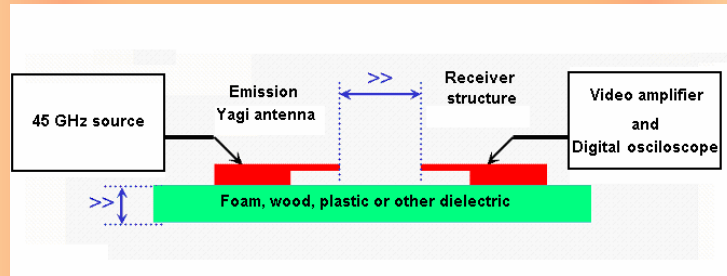 45 GHz source
Emission
Yagi antenna
>>
Receiver
structure
Video amplifier
and
Digital osciloscope
>>
Foam, wood, plastic or other dielectric